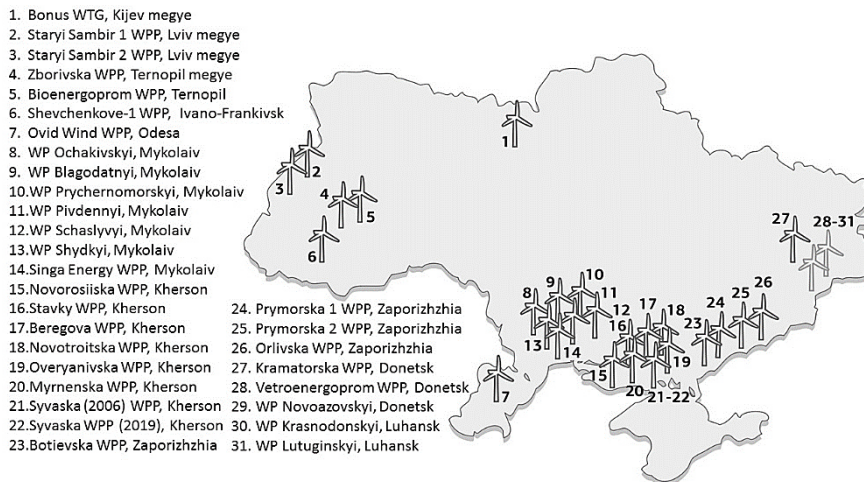 1. Bonus WTG, Kijev megye
2. Staryi Sambir 1 WPP, Lviv megye
3. Staryi Sambir 2 WPP, Lviv megye
4. Zborivska WPP, Ternopil megye
5. Bioenergoprom WPP, Ternopil
6. Shevchenkove-1 WPP, Ivano-Frankivsk
7. Ovid Wind WPP, Odesa
8. WP Ochakivskyi, Mykolaiv
9. WP Blagodatnyi, Mykolaiv
10.WP Prychernomorskyi, Mykolaiv
11.WP Pivdennyi, Mykolaiv
12.WP Schaslyvyi, Mykolaiv
13.WP Shydkyi, Mykolaiv
14.Singa Energy WPP, Mykolaiv
15.Novorosiiska WPP, Kherson
16.Stavky WPP, Kherson
17.Beregova WPP, Kherson
18.Novotroitska WPP, Kherson
19.Overyanivska WPP, Kherson
20.Myrnenska WPP, Kherson
21.Syvaska (2006) WPP, Kherson
22.Syvaska WPP (2019), Kherson
23.Botievska WPP, Zaporizhzhia
24. Prymorska 1 WPP, Zaporizhzhia
25. Prymorska 2 WPP, Zaporizhzhia
26. Orlivska WPP, Zaporizhzhia
27. Kramatorska WPP, Donetsk
28. Vetroenergoprom WPP, Donetsk
29. WP Novoazovskyi, Donetsk
30. WP Krasnodonskyi, Luhansk
31. WP Lutuginskyi, Luhansk
1
2
3
4
5
6
27
28-31
8
9
10
11
12
13
14
16
17
18
23
24
25
26
15
19
20
21-22
7